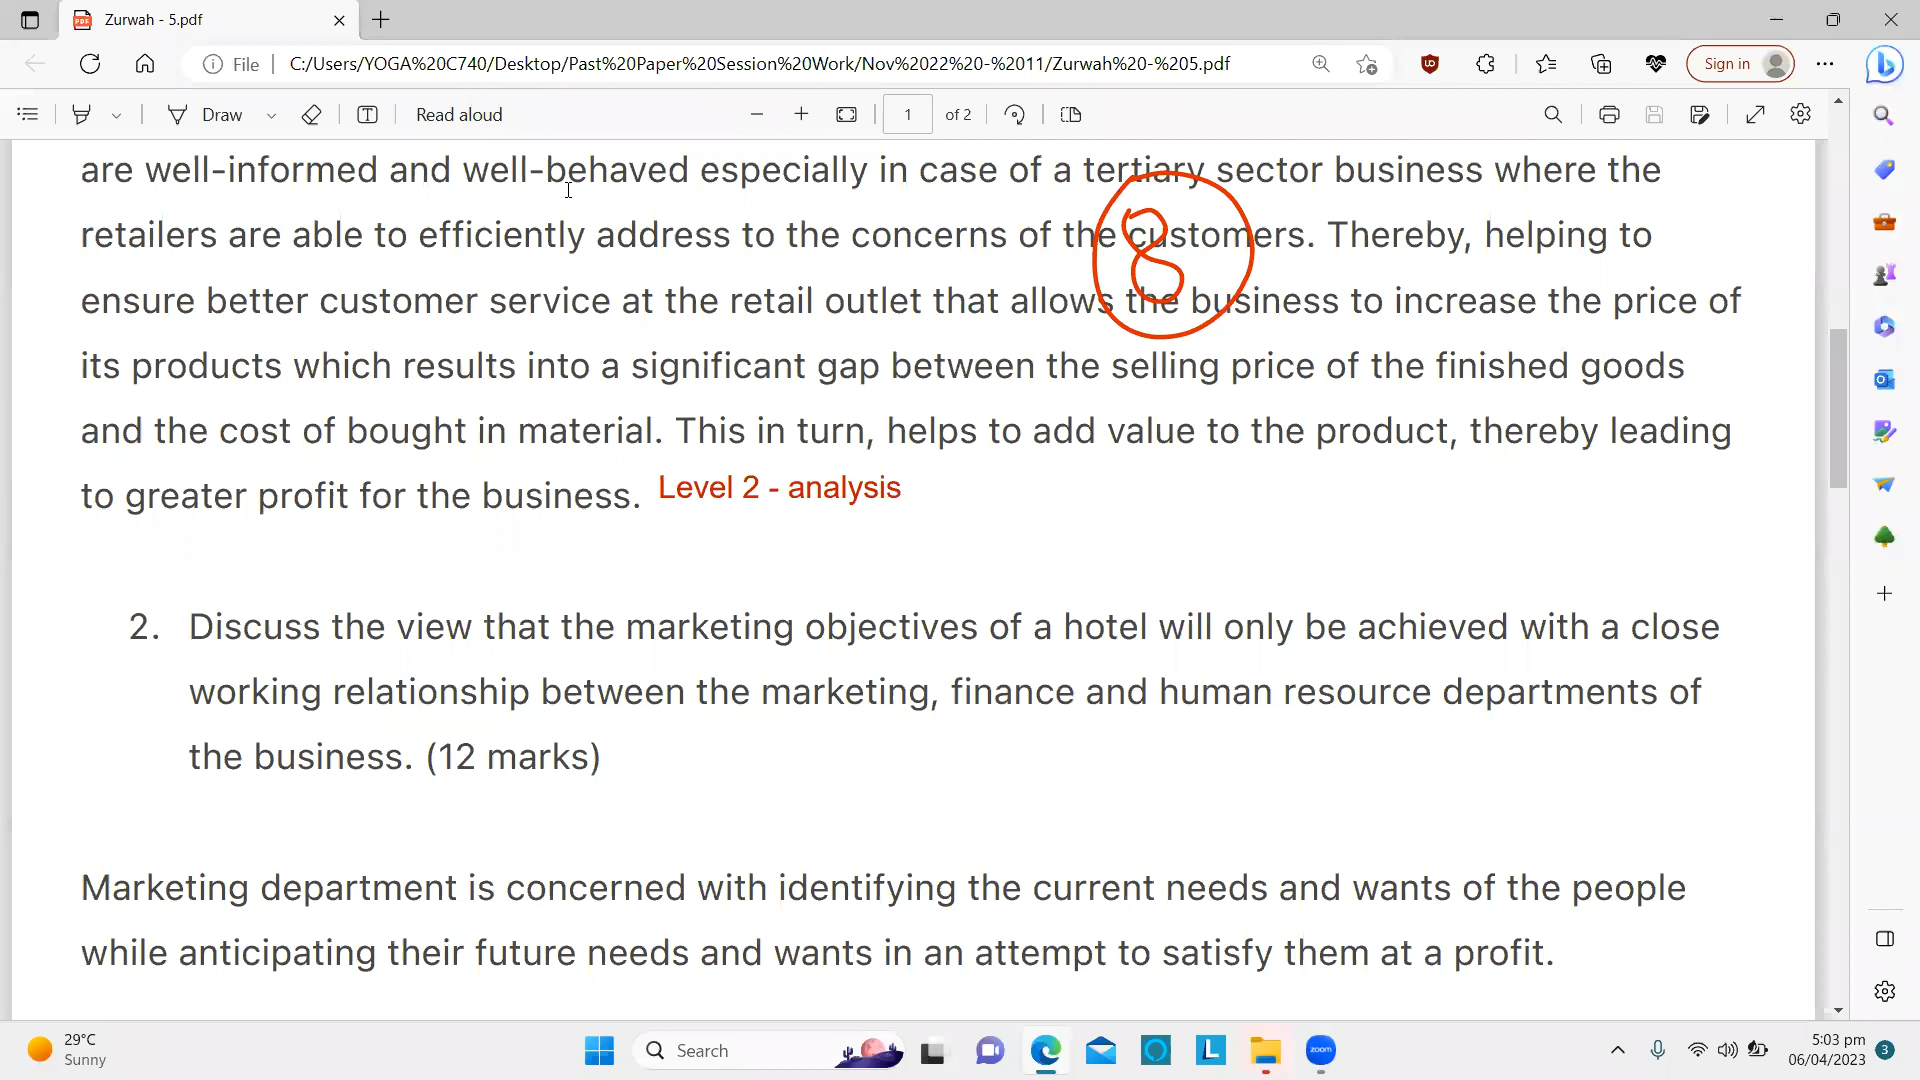 Zurwah - 5.pdf
File
C:/Users/YOGA%20C740/Desktop/Past%20Paper%20Session%20Work/Nov%2022%20-%2011/Zurwah%20-%205.pdf
Sign in
Draw
Read aloud
1 of 2
are well-informed and well-behaved especially in case of a tertiary sector business where the
retailers are able to efficiently address to the concerns of the customers. Thereby, helping to
ensure better customer service at the retail outlet that allows the business to increase the price of
its products which results into a significant gap between the selling price of the finished goods
and the cost of bought in material. This in turn, helps to add value to the product, thereby leading
to greater profit for the business. Level 2 - analysis
8
2. Discuss the view that the marketing objectives of a hotel will only be achieved with a close
working relationship between the marketing, finance and human resource departments of
the business. (12 marks)
Marketing department is concerned with identifying the current needs and wants of the people
while anticipating their future needs and wants in an attempt to satisfy them at a profit.
29°C
Sunny
Search
L
zoom
5:03 pm
06/04/2023
3